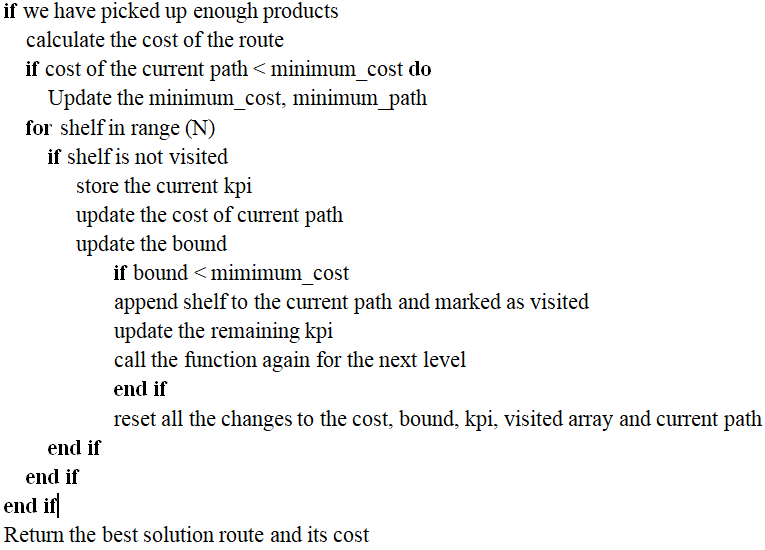 if we have picked up enough products
calculate the cost of the route
if cost of the current path < minimum_cost do
Update the minimum_cost, minimum_path
for shelf in range (N)
if shelf is not visited
store the current kpi
update the cost of current path
update the bound
if bound < mimimum_cost
append shelf to the current path and marked as visited
update the remaining kpi
call the function again for the next level
end if
reset all the changes to the cost, bound, kpi, visited array and current path
end if
end if
end if
Return the best solution route and its cost